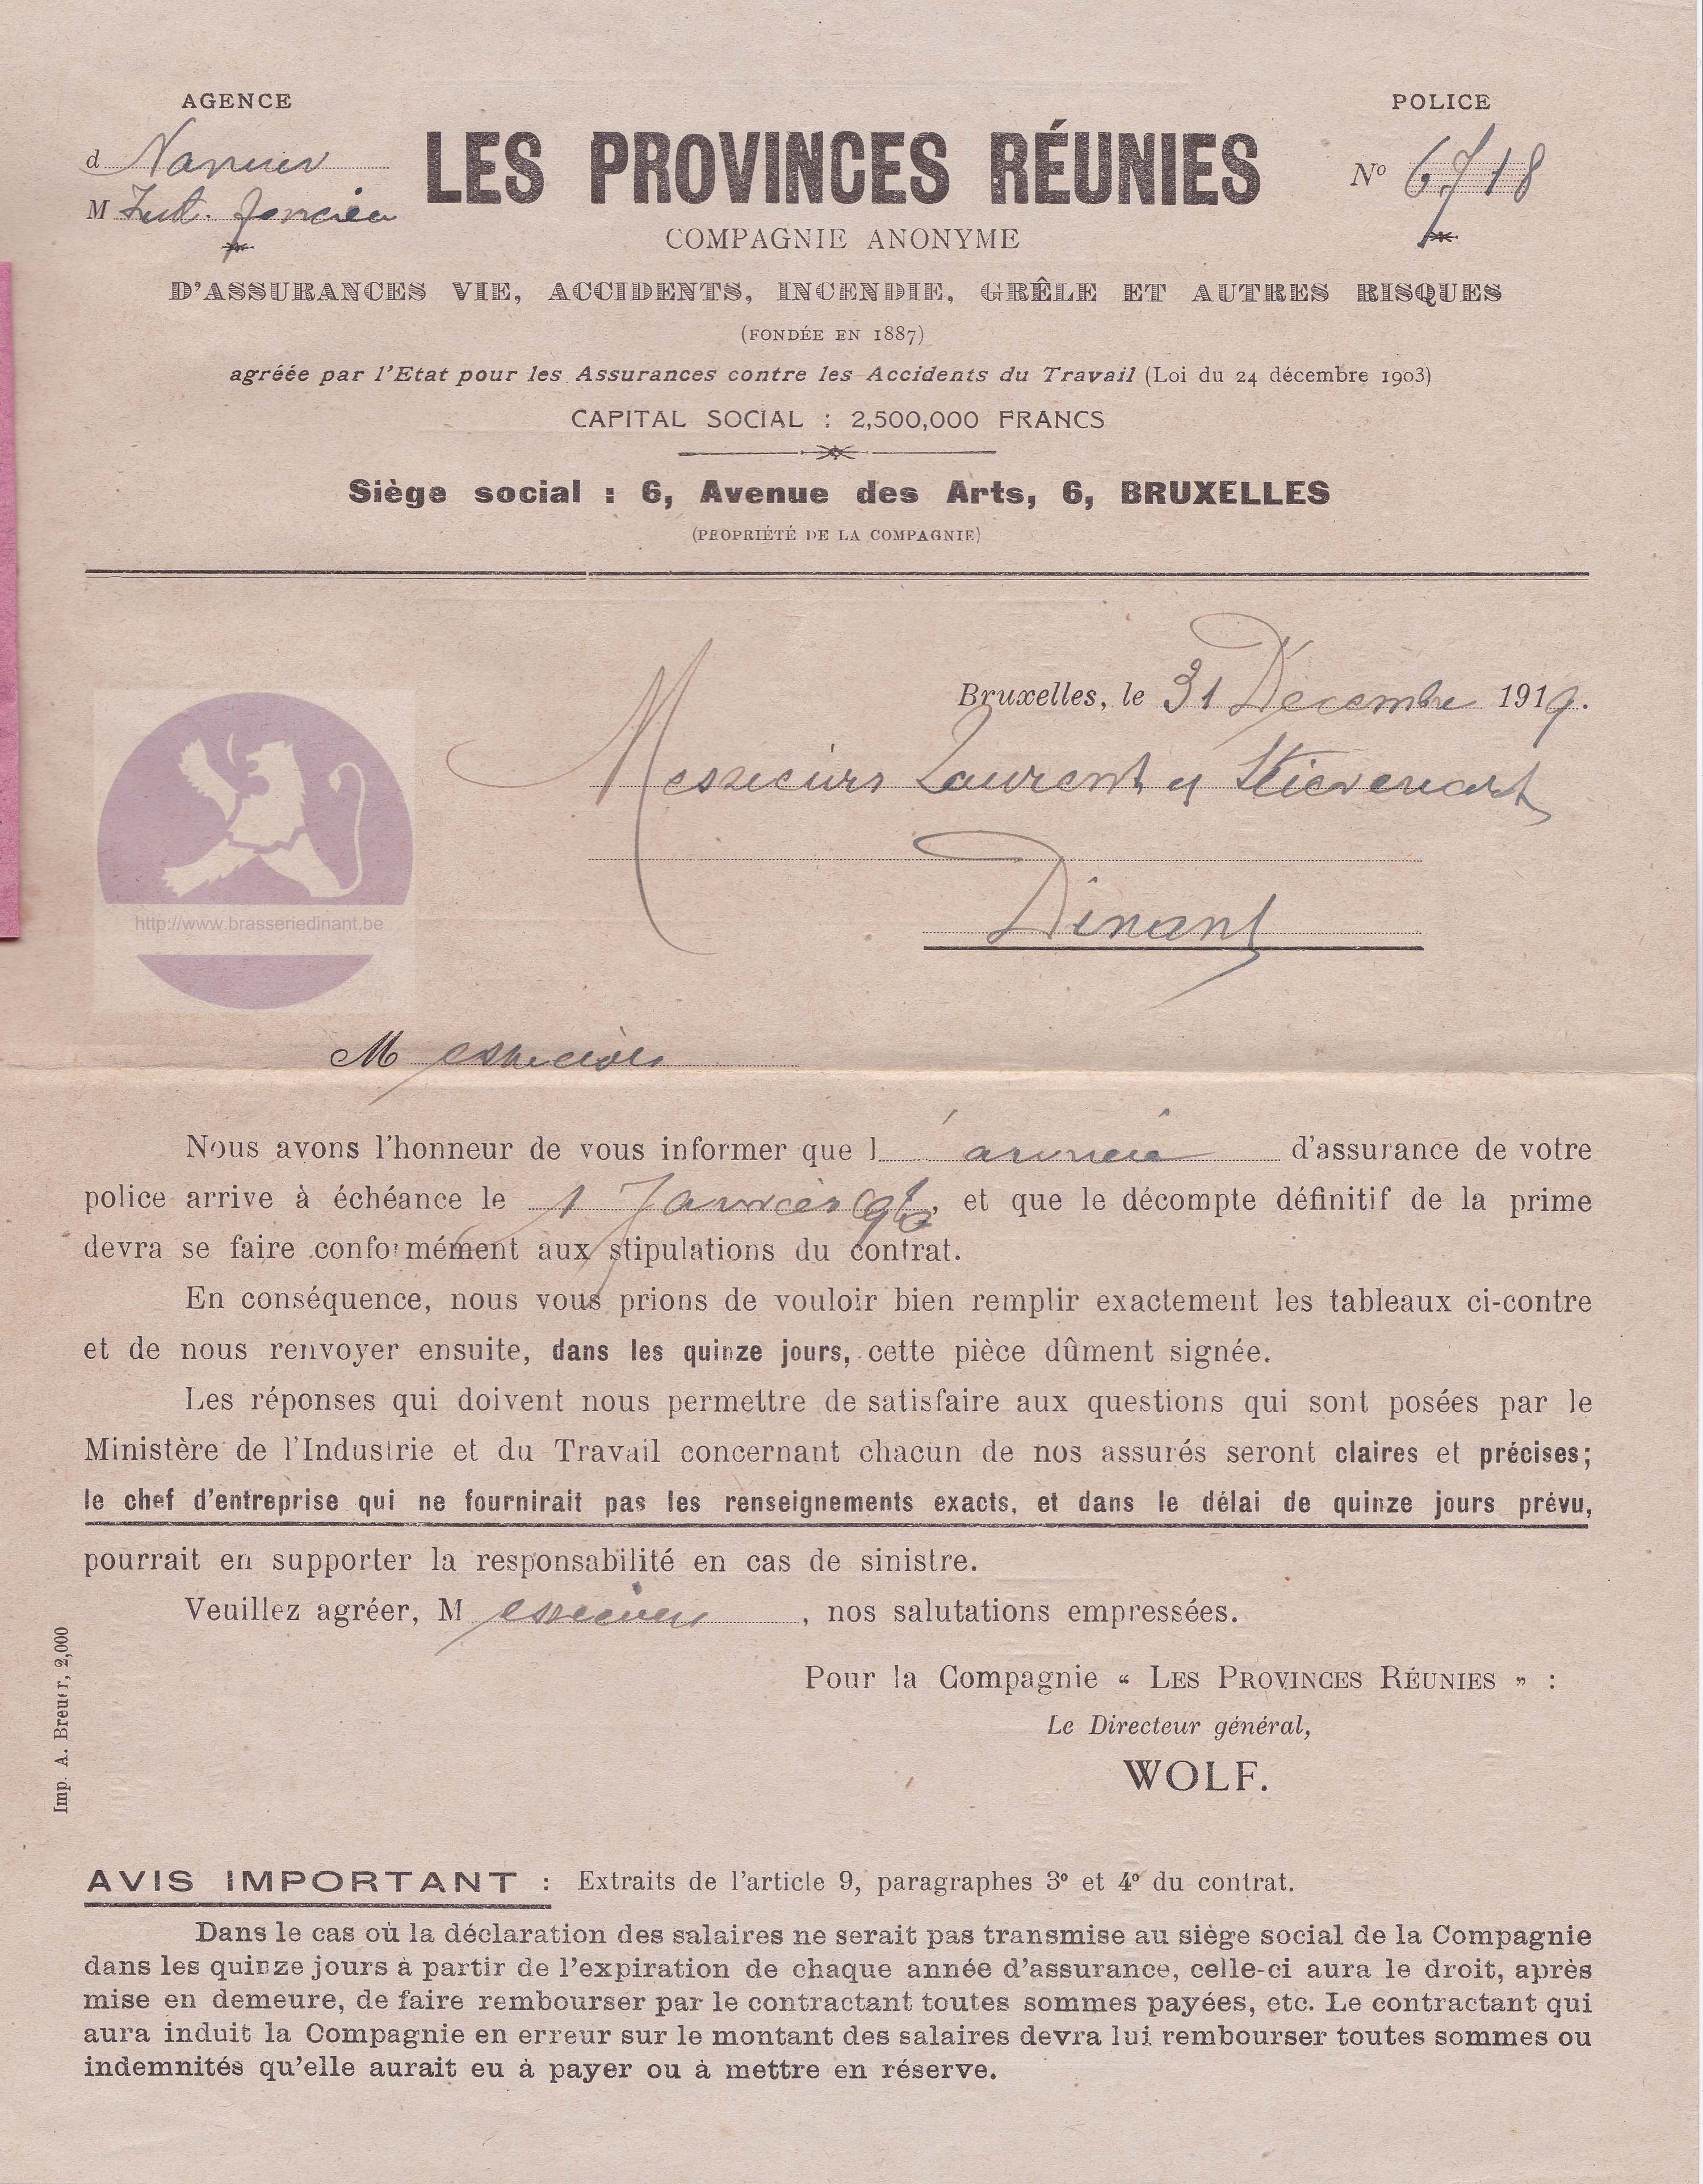 AGENCE
d Namur
M Inst. foncier
POLICE
Nº 6718
LES PROVINCES RÉUNIES
COMPAGNIE ANONYME
D'ASSURANCES VIE, ACCIDENTS, INCENDIE, GRÊLE ET AUTRES RISQUES
(FONDÉE EN 1887)
agréée par l'Etat pour les Assurances contre les Accidents du Travail (Loi du 24 décembre 1903)
CAPITAL SOCIAL : 2,500,000 FRANCS
Siège social : 6, Avenue des Arts, 6, BRUXELLES
(PROPRIÉTÉ DE LA COMPAGNIE)
Bruxelles, le 31 Décembre 1919.
Messieurs Laurent et Stiévenart
Dinant
http://www.brasseriedinant.be
Messieurs
Nous avons l'honneur de vous informer que l'année d'assurance de votre
police arrive à échéance le 1 Janvier 1920, et que le décompte définitif de la prime
devra se faire conformément aux stipulations du contrat.
En conséquence, nous vous prions de vouloir bien remplir exactement les tableaux ci-contre
et de nous renvoyer ensuite, dans les quinze jours, cette pièce dûment signée.
Les réponses qui doivent nous permettre de satisfaire aux questions qui sont posées par le
Ministère de l'Industrie et du Travail concernant chacun de nos assurés seront claires et précises;
le chef d'entreprise qui ne fournirait pas les renseignements exacts, et dans le délai de quinze jours prévu,
pourrait en supporter la responsabilité en cas de sinistre.
Veuillez agréer, Messieurs, nos salutations empressées.
Pour la Compagnie « LES PROVINCES RÉUNIES » :
Le Directeur général,
WOLF.
Imp. A. Breuer, 2,000
AVIS IMPORTANT : Extraits de l'article 9, paragraphes 3º et 4º du contrat.
Dans le cas où la déclaration des salaires ne serait pas transmise au siège social de la Compagnie
dans les quinze jours à partir de l'expiration de chaque année d'assurance, celle-ci aura le droit, après
mise en demeure, de faire rembourser par le contractant toutes sommes payées, etc. Le contractant qui
aura induit la Compagnie en erreur sur le montant des salaires devra lui rembourser toutes sommes ou
indemnités qu'elle aurait eu à payer ou à mettre en réserve.